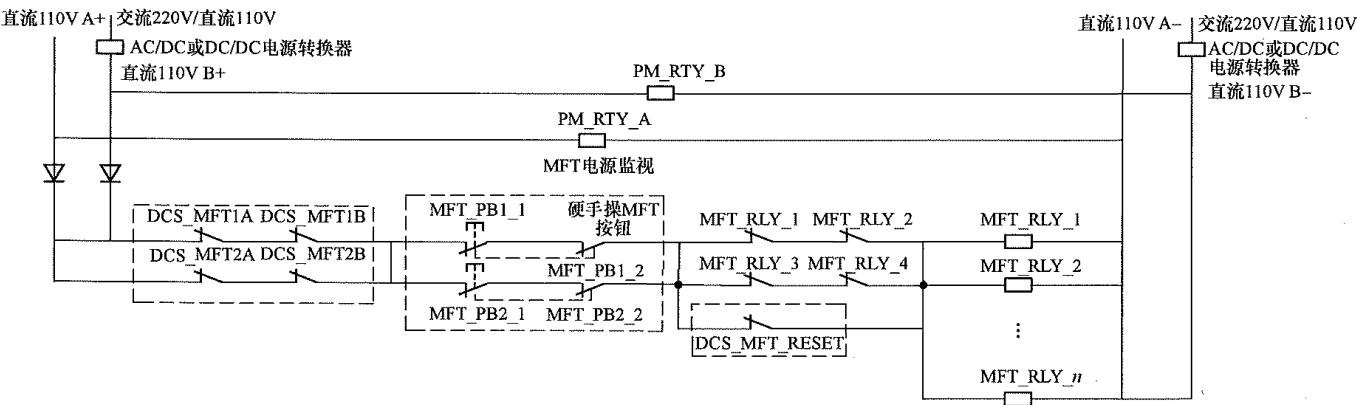 直流110V A+
交流220V/直流110V
直流110V A−
交流220V/直流110V
AC/DC或DC/DC电源转换器
AC/DC或DC/DC
电源转换器
直流110V B+
直流110V B−
PM_RTY_B
PM_RTY_A
MFT电源监视
DCS_MFT1A DCS_MFT1B
MFT_PB1_1
硬手操MFT
按钮
MFT_RLY_1 MFT_RLY_2
MFT_RLY_1
DCS_MFT2A DCS_MFT2B
MFT_PB1_2
MFT_RLY_3 MFT_RLY_4
MFT_RLY_2
MFT_PB2_1 MFT_PB2_2
DCS_MFT_RESET
⋮
MFT_RLY_n